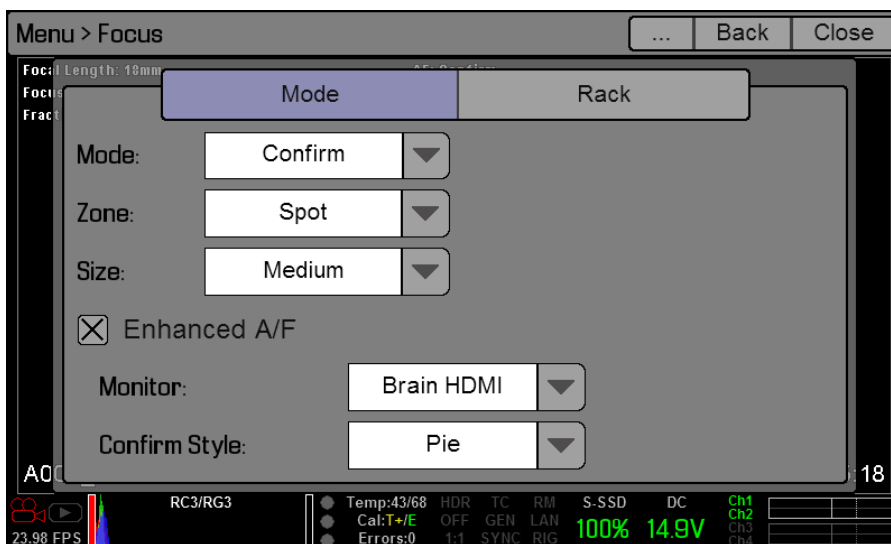 Menu > Focus ... Back Close
Focal Length: 18mm
Mode Rack
Mode: Confirm
Zone: Spot
Size: Medium
Enhanced A/F
Monitor: Brain HDMI
Confirm Style: Pie
18
RC3/RG3 Temp:43/68 HDR TC RM S-SSD DC Ch1
Cal:T+/E OFF GEN LAN 100% 14.9V Ch2
23.98 FPS Errors:0 1:1 SYNC RIG Ch3
Ch4